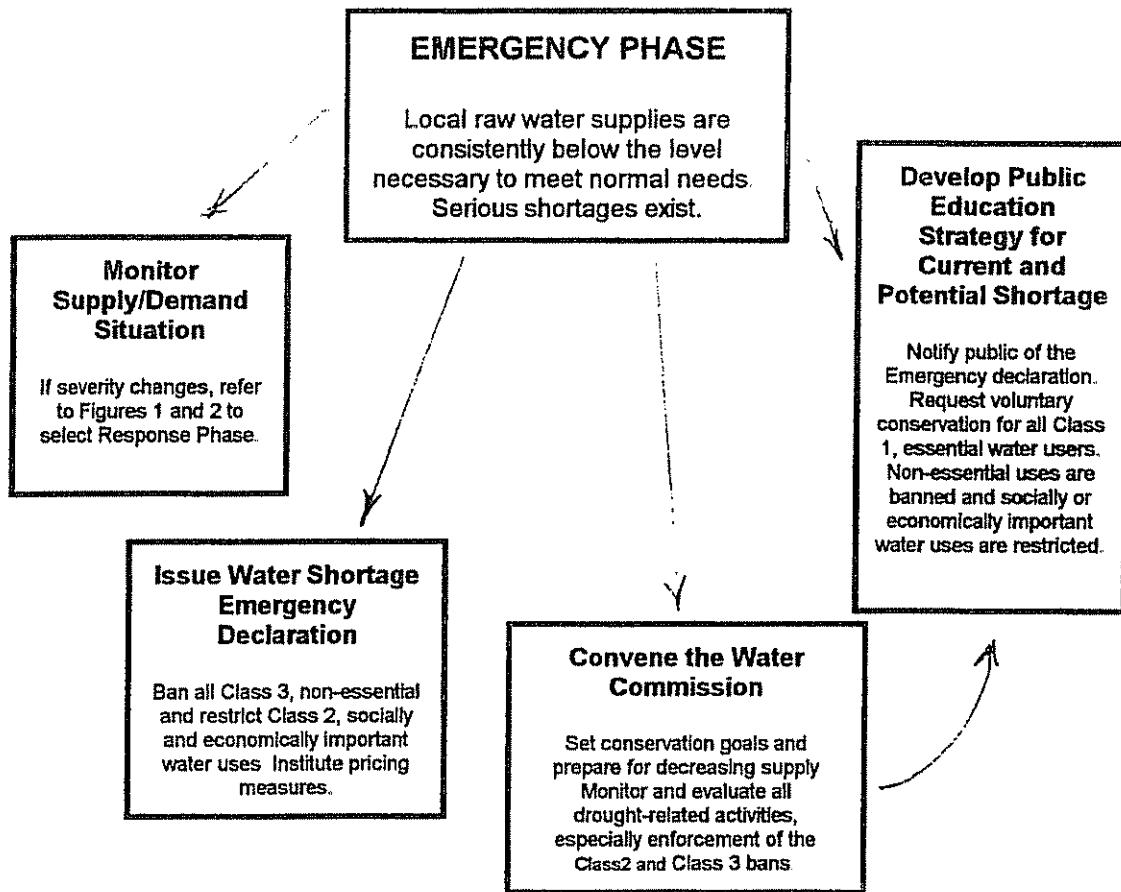 EMERGENCY PHASE
Local raw water supplies are
consistently below the level
necessary to meet normal needs.
Serious shortages exist.
Monitor
Supply/Demand
Situation
If severity changes, refer
to Figures 1 and 2 to
select Response Phase.
Issue Water Shortage
Emergency
Declaration
Ban all Class 3, non-essential
and restrict Class 2, socially
and economically important
water uses Institute pricing
measures.
Convene the Water
Commission
Set conservation goals and
prepare for decreasing supply
Monitor and evaluate all
drought-related activities,
especially enforcement of the
Class2 and Class 3 bans
Develop Public
Education
Strategy for
Current and
Potential Shortage
Notify public of the
Emergency declaration.
Request voluntary
conservation for all Class
1, essential water users.
Non-essential uses are
banned and socially or
economically important
water uses are restricted.